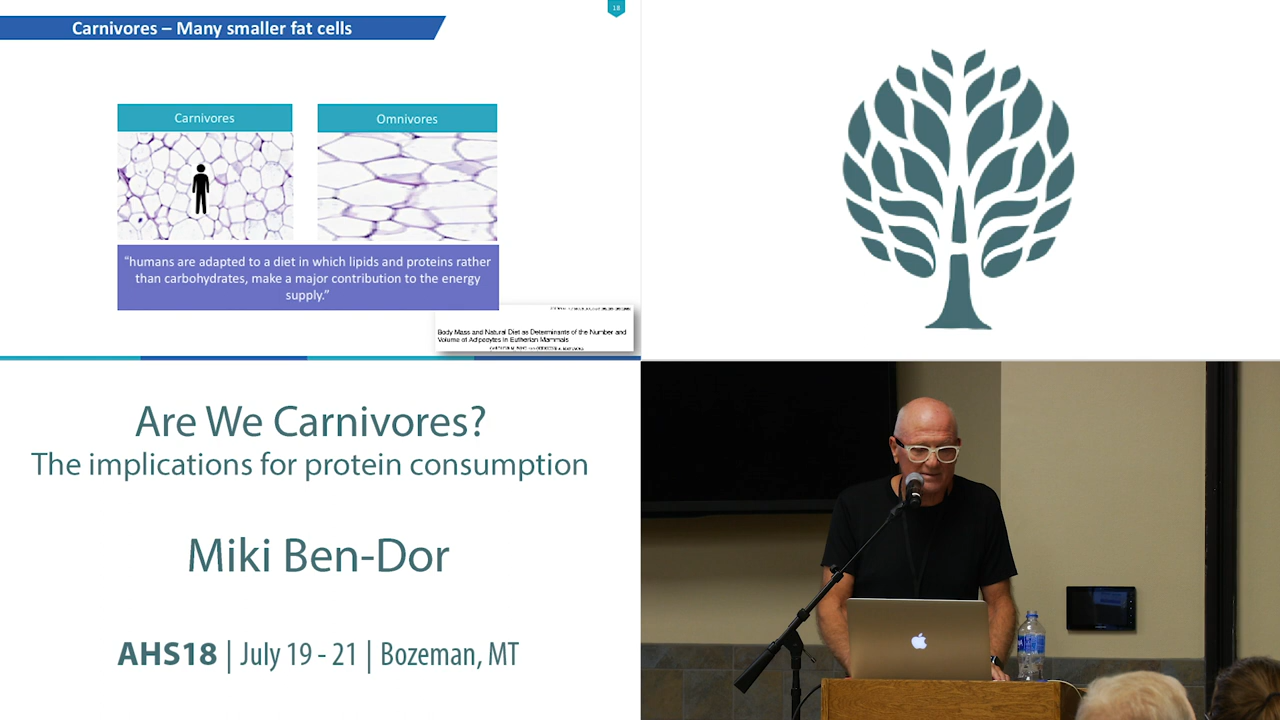 Carnivores – Many smaller fat cells
18
Carnivores
Omnivores
“humans are adapted to a diet in which lipids and proteins rather
than carbohydrates, make a major contribution to the energy
supply.”
Body Mass and Natural Diet as Determinants of the Number and
Volume of Adipocytes in Eutherian Mammals
Are We Carnivores?
The implications for protein consumption
Miki Ben-Dor
AHS18 | July 19 - 21 | Bozeman, MT